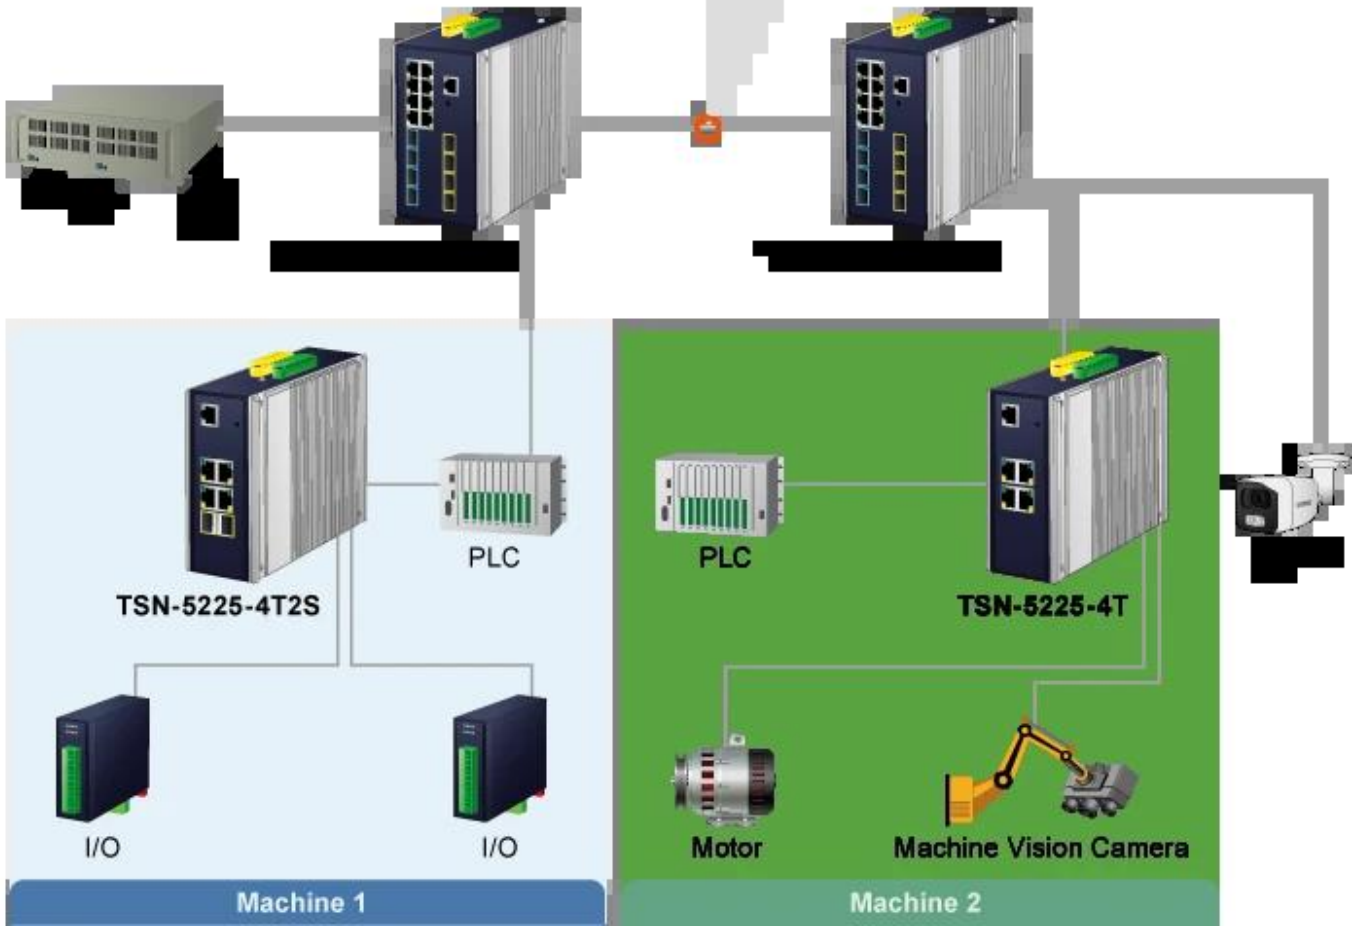 PLC
PLC
TSN-5225-4T2S
TSN-5225-4T
I/O
I/O
Motor
Machine Vision Camera
Machine 1
Machine 2